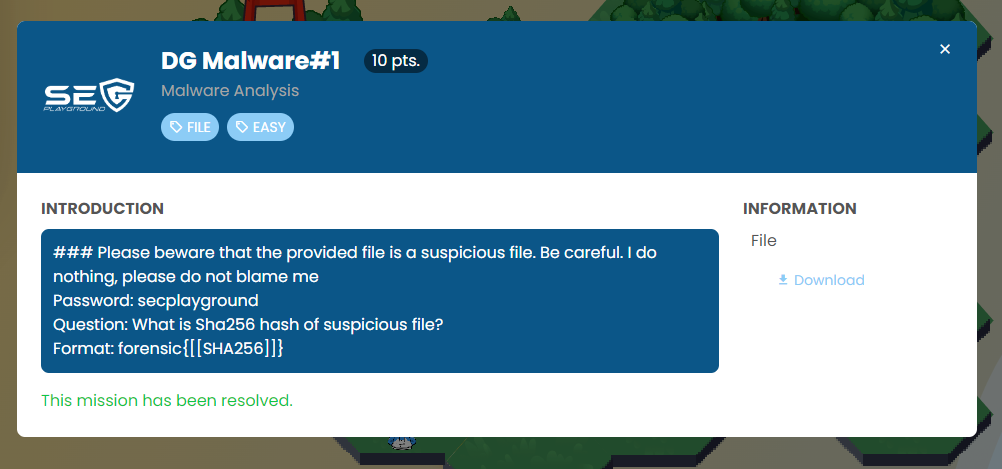 DG Malware#1
10 pts.
×
SEC
PLAYGROUND
Malware Analysis
FILE
EASY
INTRODUCTION
### Please beware that the provided file is a suspicious file. Be careful. I do
nothing, please do not blame me
Password: secplayground
Question: What is Sha256 hash of suspicious file?
Format: forensic{[[SHA256]]}
This mission has been resolved.
INFORMATION
File
Download